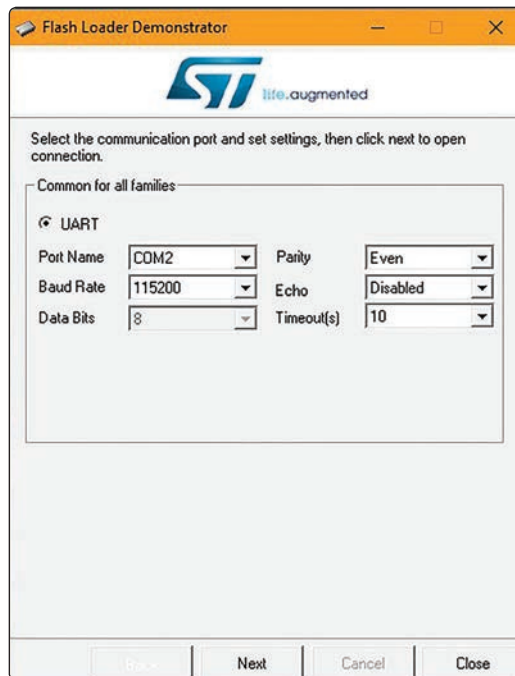 Flash Loader Demonstrator
ST
life.augmented
Select the communication port and set settings, then click next to open
connection.
Common for all families
UART
Port Name COM2 Parity Even
Baud Rate 115200 Echo Disabled
Data Bits 8 Timeout(s) 10
Back Next Cancel Close